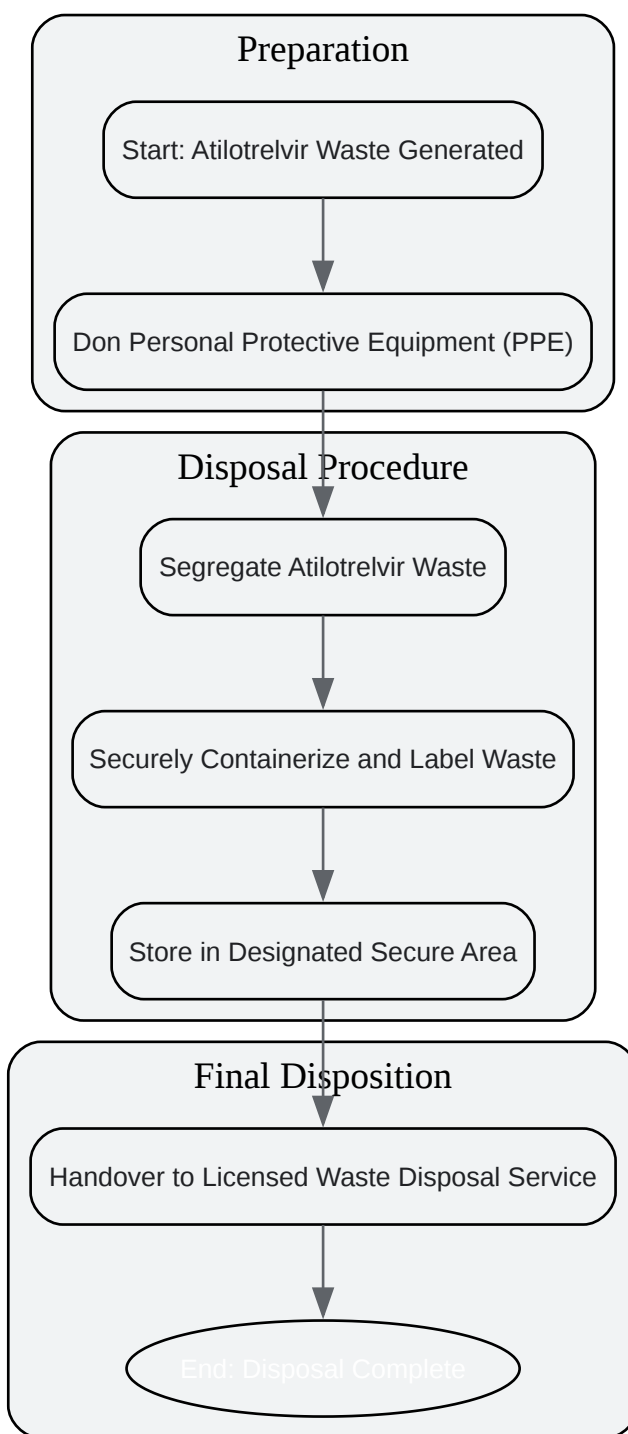 Preparation
Start: Atilotrelvir Waste Generated
Don Personal Protective Equipment (PPE)
Disposal Procedure
Segregate Atilotrelvir Waste
Securely Containerize and Label Waste
Store in Designated Secure Area
Final Disposition
Handover to Licensed Waste Disposal Service
End: Disposal Complete